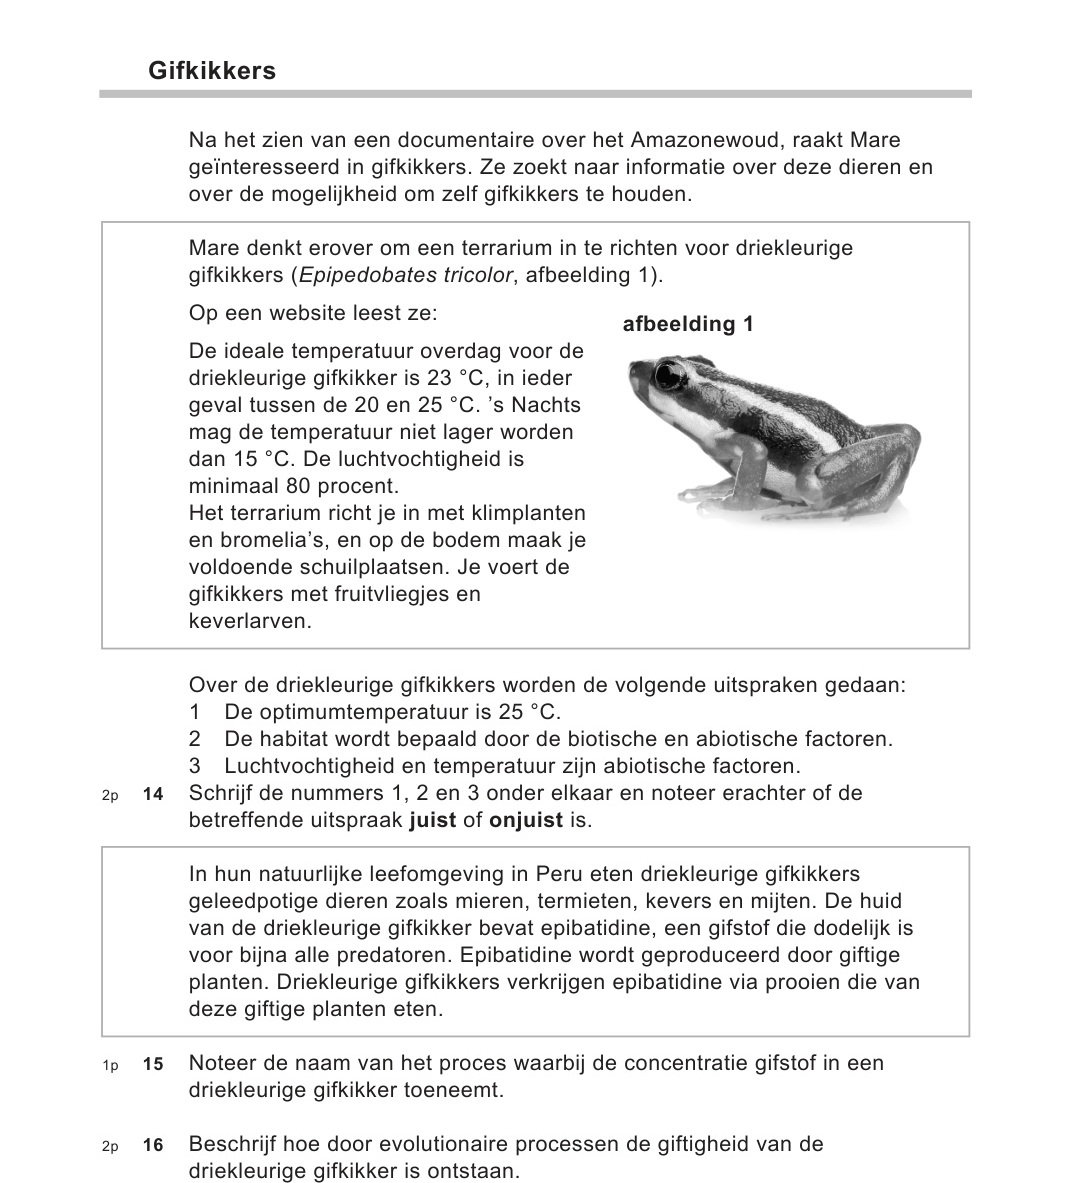 Gifkikkers
Na het zien van een documentaire over het Amazonewoud, raakt Mare
geïnteresseerd in gifkikkers. Ze zoekt naar informatie over deze dieren en
over de mogelijkheid om zelf gifkikkers te houden.
Mare denkt erover om een terrarium in te richten voor driekleurige
gifkikkers (Epipedobates tricolor, afbeelding 1).
Op een website leest ze:
afbeelding 1
De ideale temperatuur overdag voor de
driekleurige gifkikker is 23 °C, in ieder
geval tussen de 20 en 25 °C. ’s Nachts
mag de temperatuur niet lager worden
dan 15 °C. De luchtvochtigheid is
minimaal 80 procent.
Het terrarium richt je in met klimplanten
en bromelia’s, en op de bodem maak je
voldoende schuilplaatsen. Je voert de
gifkikkers met fruitvliegjes en
keverlarven.
Over de driekleurige gifkikkers worden de volgende uitspraken gedaan:
1 De optimumtemperatuur is 25 °C.
2 De habitat wordt bepaald door de biotische en abiotische factoren.
3 Luchtvochtigheid en temperatuur zijn abiotische factoren.
2p 14 Schrijf de nummers 1, 2 en 3 onder elkaar en noteer erachter of de
betreffende uitspraak juist of onjuist is.
In hun natuurlijke leefomgeving in Peru eten driekleurige gifkikkers
geleedpotige dieren zoals mieren, termieten, kevers en mijten. De huid
van de driekleurige gifkikker bevat epibatidine, een gifstof die dodelijk is
voor bijna alle predatoren. Epibatidine wordt geproduceerd door giftige
planten. Driekleurige gifkikkers verkrijgen epibatidine via prooien die van
deze giftige planten eten.
1p 15 Noteer de naam van het proces waarbij de concentratie gifstof in een
driekleurige gifkikker toeneemt.
2p 16 Beschrijf hoe door evolutionaire processen de giftigheid van de
driekleurige gifkikker is ontstaan.